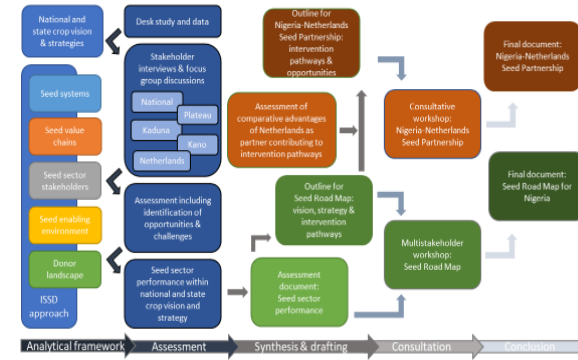 National and
state crop vision
& strategies
Seed systems
Seed value
chains
Seed sector
stakeholders
Seed enabling
environment
Donor
landscape
ISSD
approach
Desk study and data
Stakeholder
interviews & focus
group discussions
National
Plateau
Kaduna
Kano
Netherlands
Assessment including
identification of
opportunities &
challenges
Seed sector
performance within
national and state
crop vision and
strategy
Outline for
Nigeria-Netherlands
Seed Partnership:
intervention
pathways &
opportunities
Assessment of
comparative advantages
of Netherlands as
partner contributing to
intervention pathways
Outline for
Seed Road Map:
vision, strategy &
intervention
pathways
Assessment
document:
Seed sector
performance
Consultative
workshop:
Nigeria-Netherlands
Seed Partnership
Multistakeholder
workshop:
Seed Road Map
Final document:
Nigeria-Netherlands
Seed Partnership
Final document:
Seed Road Map for
Nigeria
Analytical framework
Assessment
Synthesis & drafting
Consultation
Conclusion